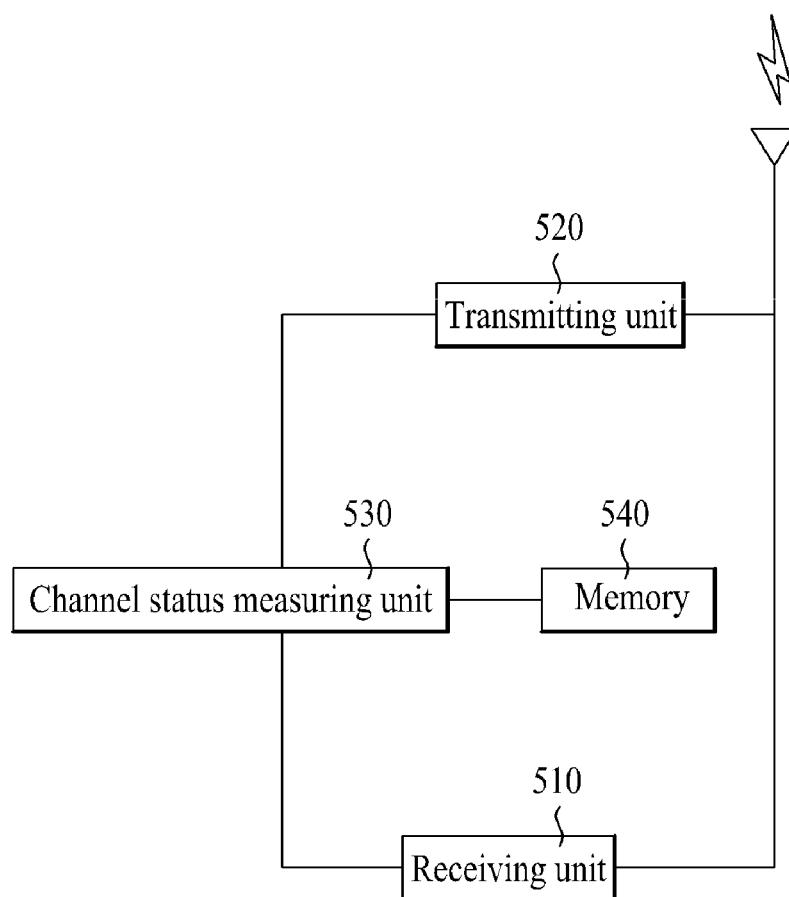 520
Transmitting unit
530
540
Channel status measuring unit
Memory
510
Receiving unit